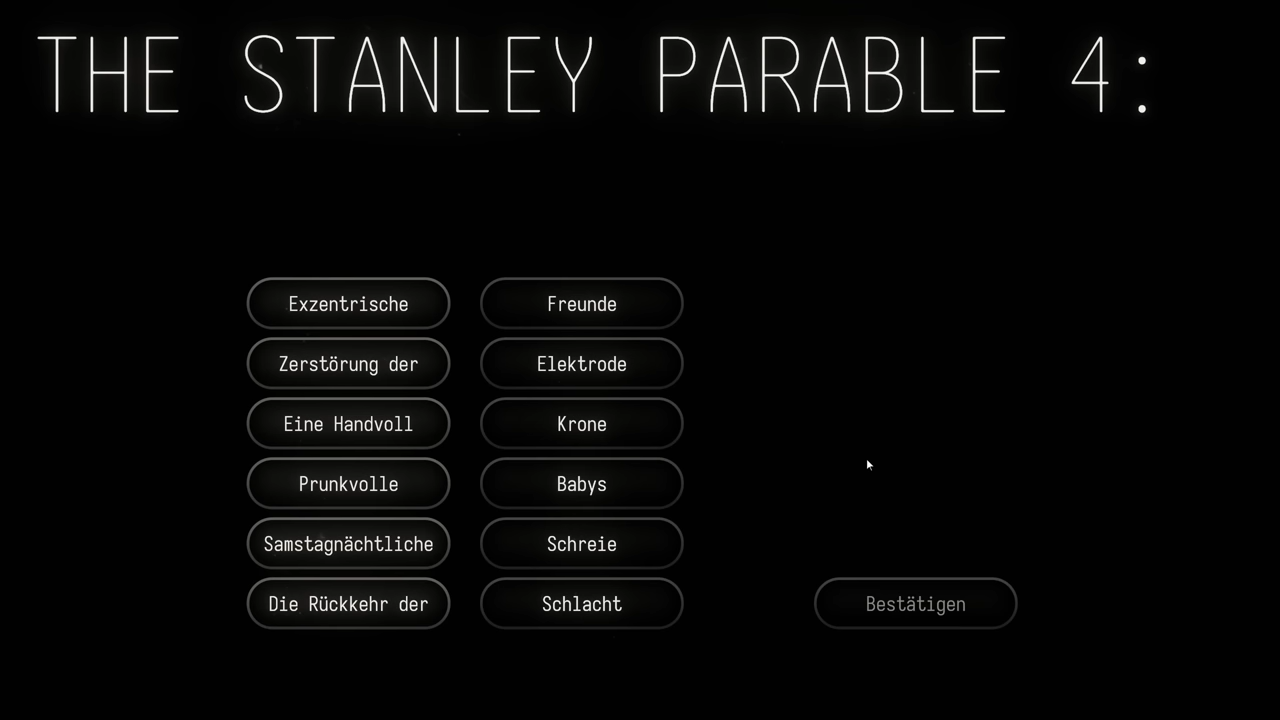 THE STANLEY PARABLE 4:
Exzentrische
Freunde
Zerstörung der
Elektrode
Eine Handvoll
Krone
Prunkvolle
Babys
Samstagnächtliche
Schreie
Die Rückkehr der
Schlacht
Bestätigen